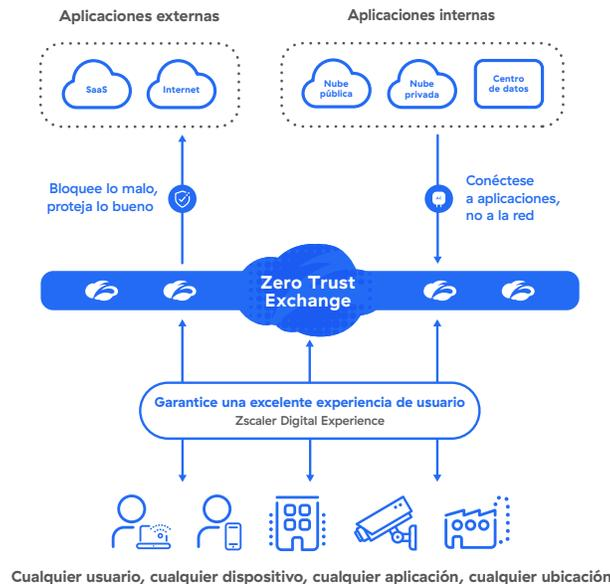 Aplicaciones externas
Aplicaciones internas
SaaS
Internet
Nube
pública
Nube
privada
Centro
de datos
Bloquee lo malo,
proteja lo bueno
Conéctese
a aplicaciones,
no a la red
Zero Trust
Exchange
Garantice una excelente experiencia de usuario
Zscaler Digital Experience
Cualquier usuario, cualquier dispositivo, cualquier aplicación, cualquier ubicación